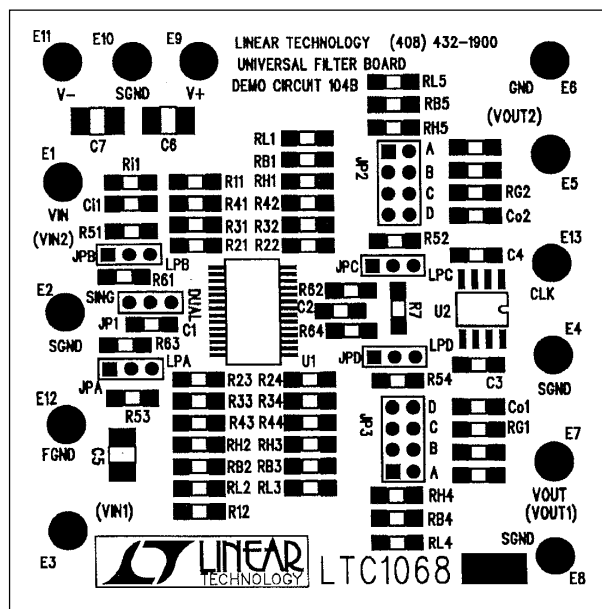 E11 E10 E9 LINEAR TECHNOLOGY (408) 432-1900
UNIVERSAL FILTER BOARD
DEMO CIRCUIT 104B
V- SGND V+
RL5
GND E6
RB5
C7 C6
RH5
(VOUT2)
E1
RL1
JP2 A
Ri1
RB1
B
E5
R11 RH1
VIN
Ci1
R41 R42
C RG2
(VIN2)
R51
R31 R32
D Co2
R21 R22
R52
E13
JPB LPB
C4
R61
JPC LPC
E2
SING DUAL
R62
CLK
C2
R7
U2
JP1 C1
R64
E4
SGND
R63
LPD
JPA LPA
U1
JPD
C3
R23 R24
R54
SGND
E12
R53
R33 R34
JP3 D Co1
R43 R44
C RG1
FGND
C5
RH2 RH3
B
E7
RB2 RB3
A
RL2 RL3
RH4
VOUT
(VIN1)
R12
(VOUT1)
RB4
E3
RL4
SGND
LT LINEAR
TECHNOLOGY
LTC1068
E8